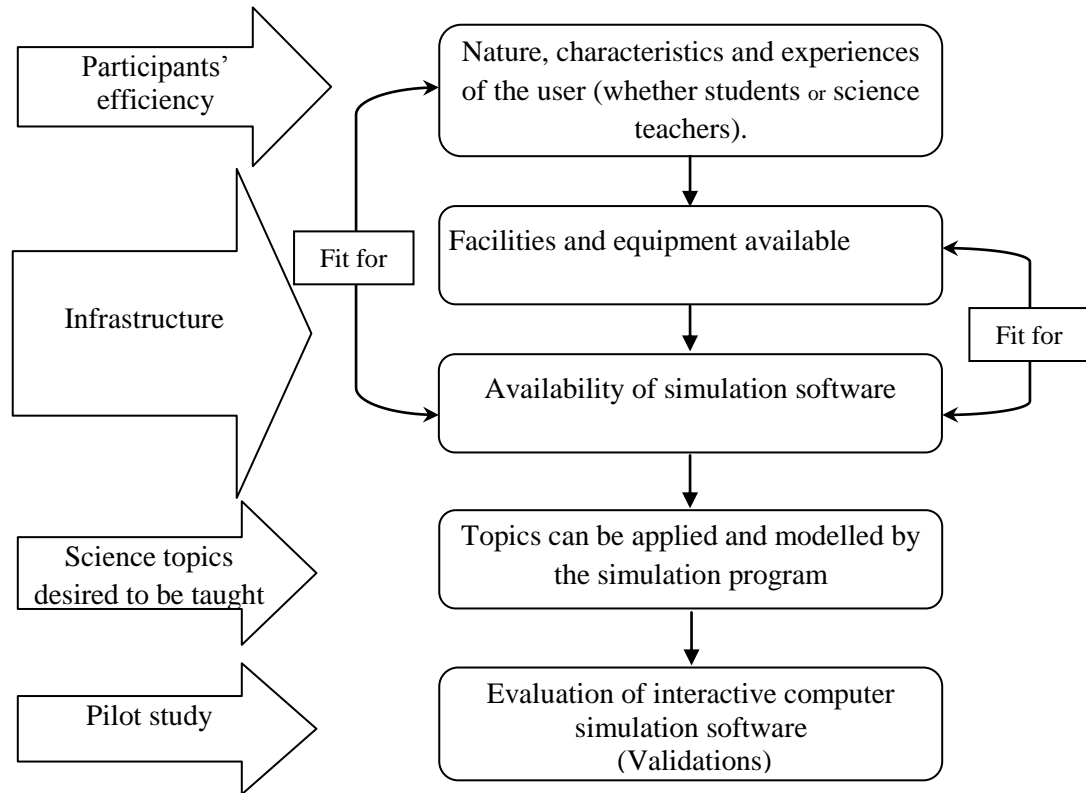 Participants’
efficiency
Nature, characteristics and experiences
of the user (whether students or science
teachers).
Infrastructure
Fit for
Facilities and equipment available
Fit for
Availability of simulation software
Science topics
desired to be taught
Topics can be applied and modelled by
the simulation program
Pilot study
Evaluation of interactive computer
simulation software
(Validations)